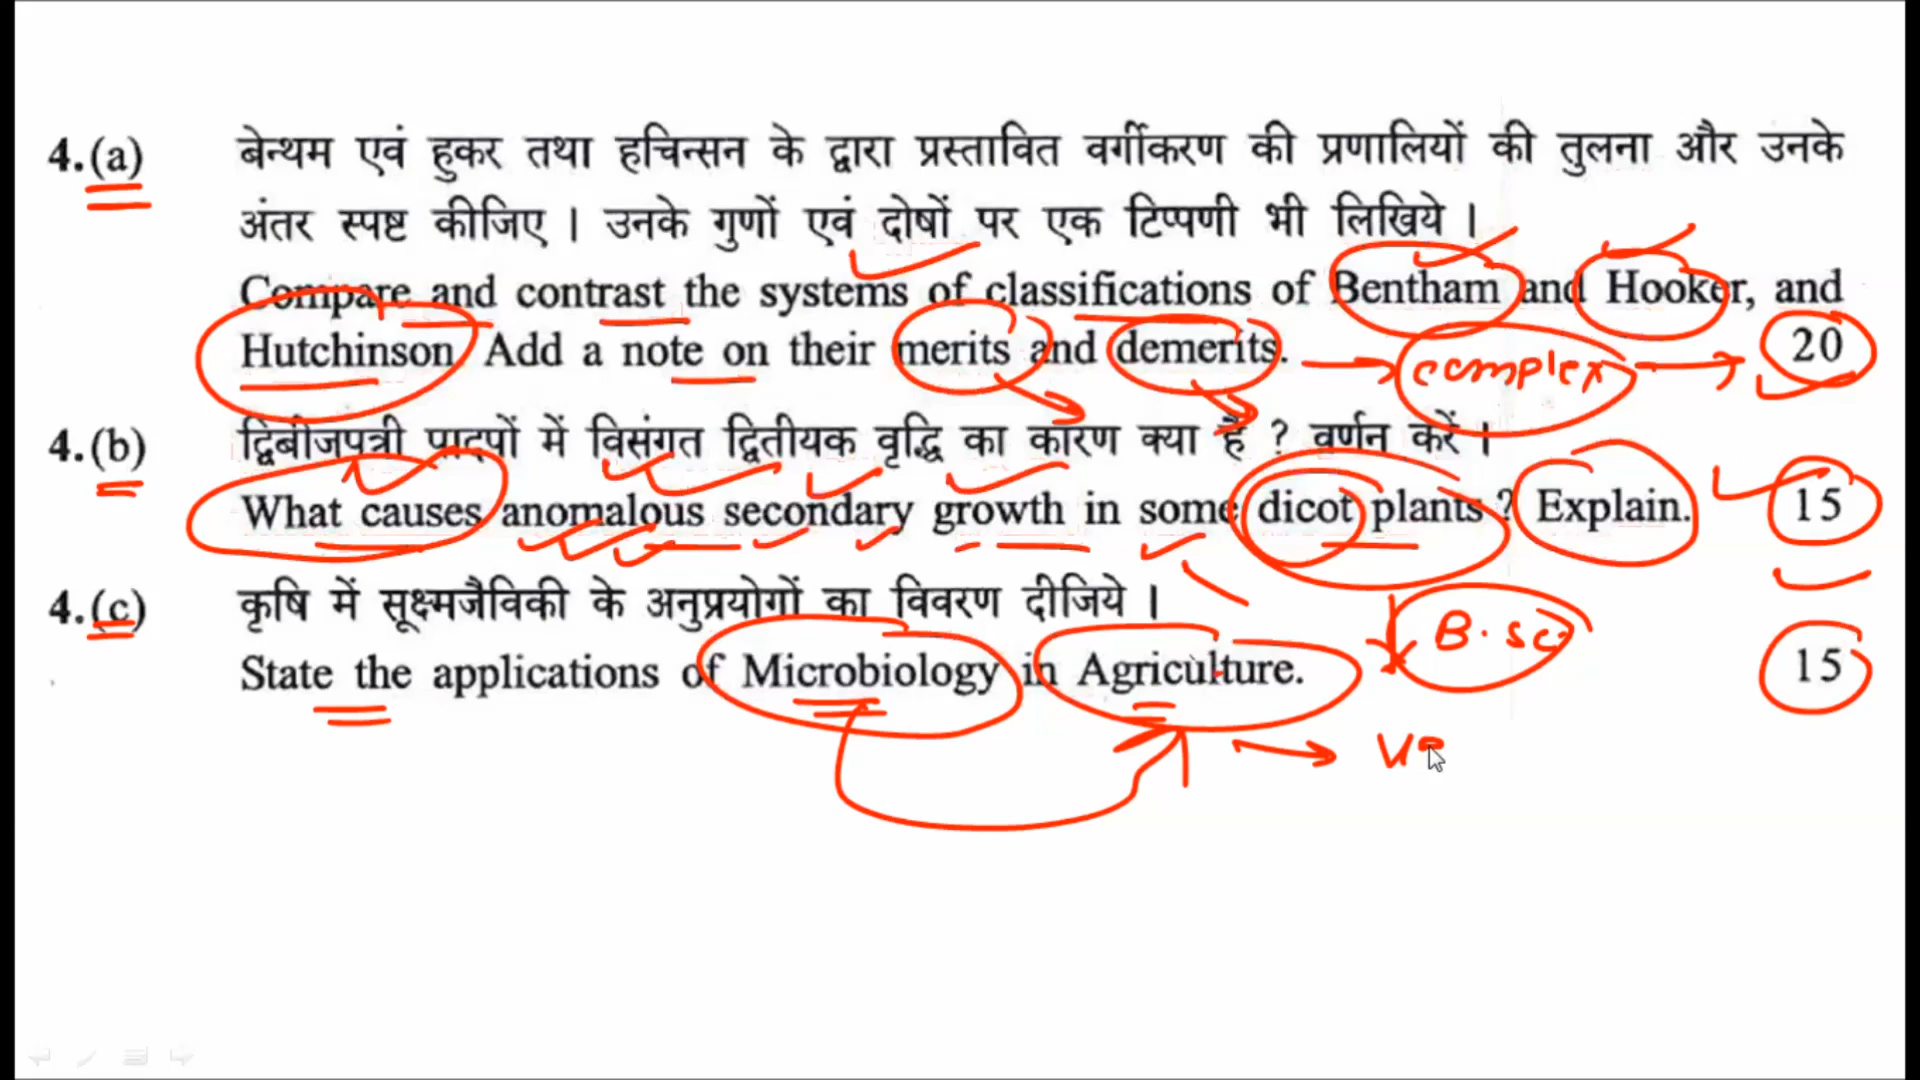 4.(a) बेन्थम एवं हुकर तथा हचिन्सन के द्वारा प्रस्तावित वर्गीकरण की प्रणालियों की तुलना और उनके
अंतर स्पष्ट कीजिए । उनके गुणों एवं दोषों पर एक टिप्पणी भी लिखिये ।
Compare and contrast the systems of classifications of Bentham and Hooker, and
Hutchinson Add a note on their merits and demerits. complex 20
4.(b) द्विबीजपत्री पादपों में विसंगत द्वितीयक वृद्धि का कारण क्या है ? वर्णन करें ।
What causes anomalous secondary growth in some dicot plants ? Explain. 15
4.(c) कृषि में सूक्ष्मजैविकी के अनुप्रयोगों का विवरण दीजिये ।
B.sc
State the applications of Microbiology in Agriculture. 15